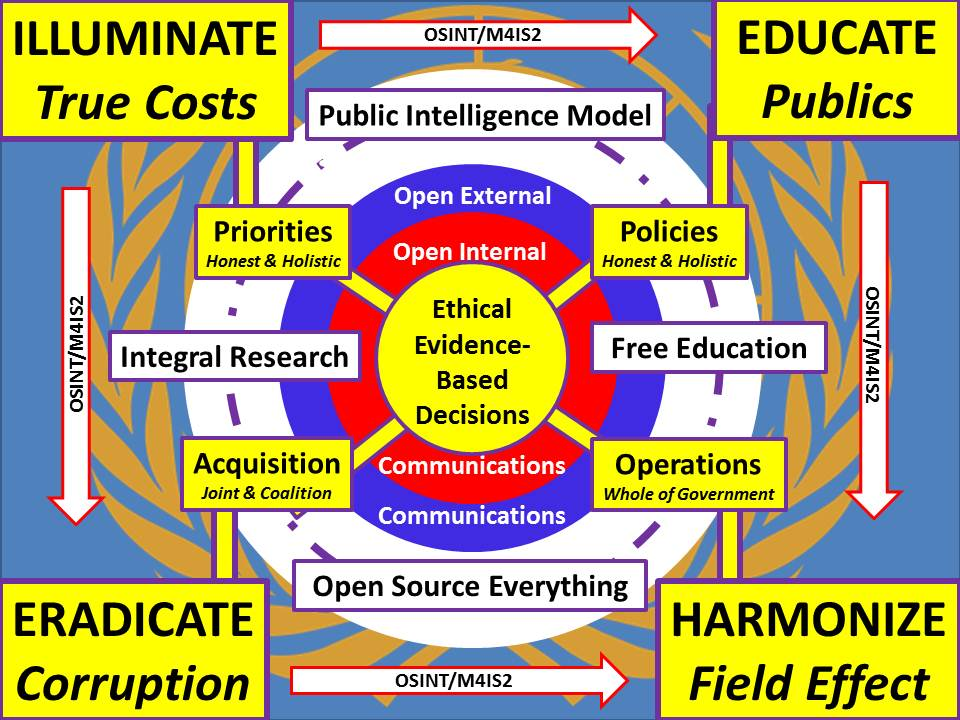 ILLUMINATE
True Costs
OSINT/M4IS2
EDUCATE
Publics
Public Intelligence Model
Open External
Open Internal
Priorities
Honest & Holistic
Policies
Honest & Holistic
OSINT/M4IS2
OSINT/M4IS2
Ethical
Evidence-
Based
Decisions
Integral Research
Free Education
Acquisition
Joint & Coalition
Communications
Communications
Operations
Whole of Government
Open Source Everything
ERADICATE
Corruption
OSINT/M4IS2
HARMONIZE
Field Effect